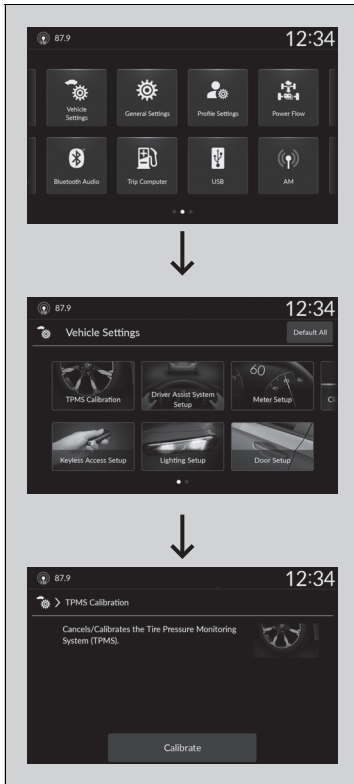 87.9 12:34
Vehicle
Settings
General Settings
Profile Settings
Power Flow
Bluetooth Audio
Trip Computer
USB
AM
87.9 12:34
Vehicle Settings
Default All
TPMS Calibration
Driver Assist System
Setup
60
Meter Setup
Keyless Access Setup
Lighting Setup
Door Setup
87.9 12:34
TPMS Calibration
Cancels/Calibrates the Tire Pressure Monitoring
System (TPMS).
Calibrate